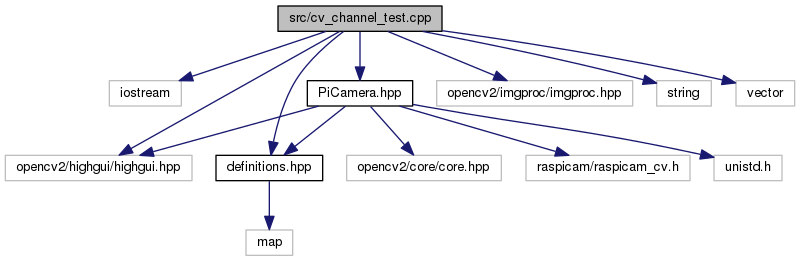 src/cv_channel_test.cpp
iostream
PiCamera.hpp
opencv2/imgproc/imgproc.hpp
string
vector
opencv2/highgui/highgui.hpp
definitions.hpp
opencv2/core/core.hpp
raspicam/raspicam_cv.h
unistd.h
map